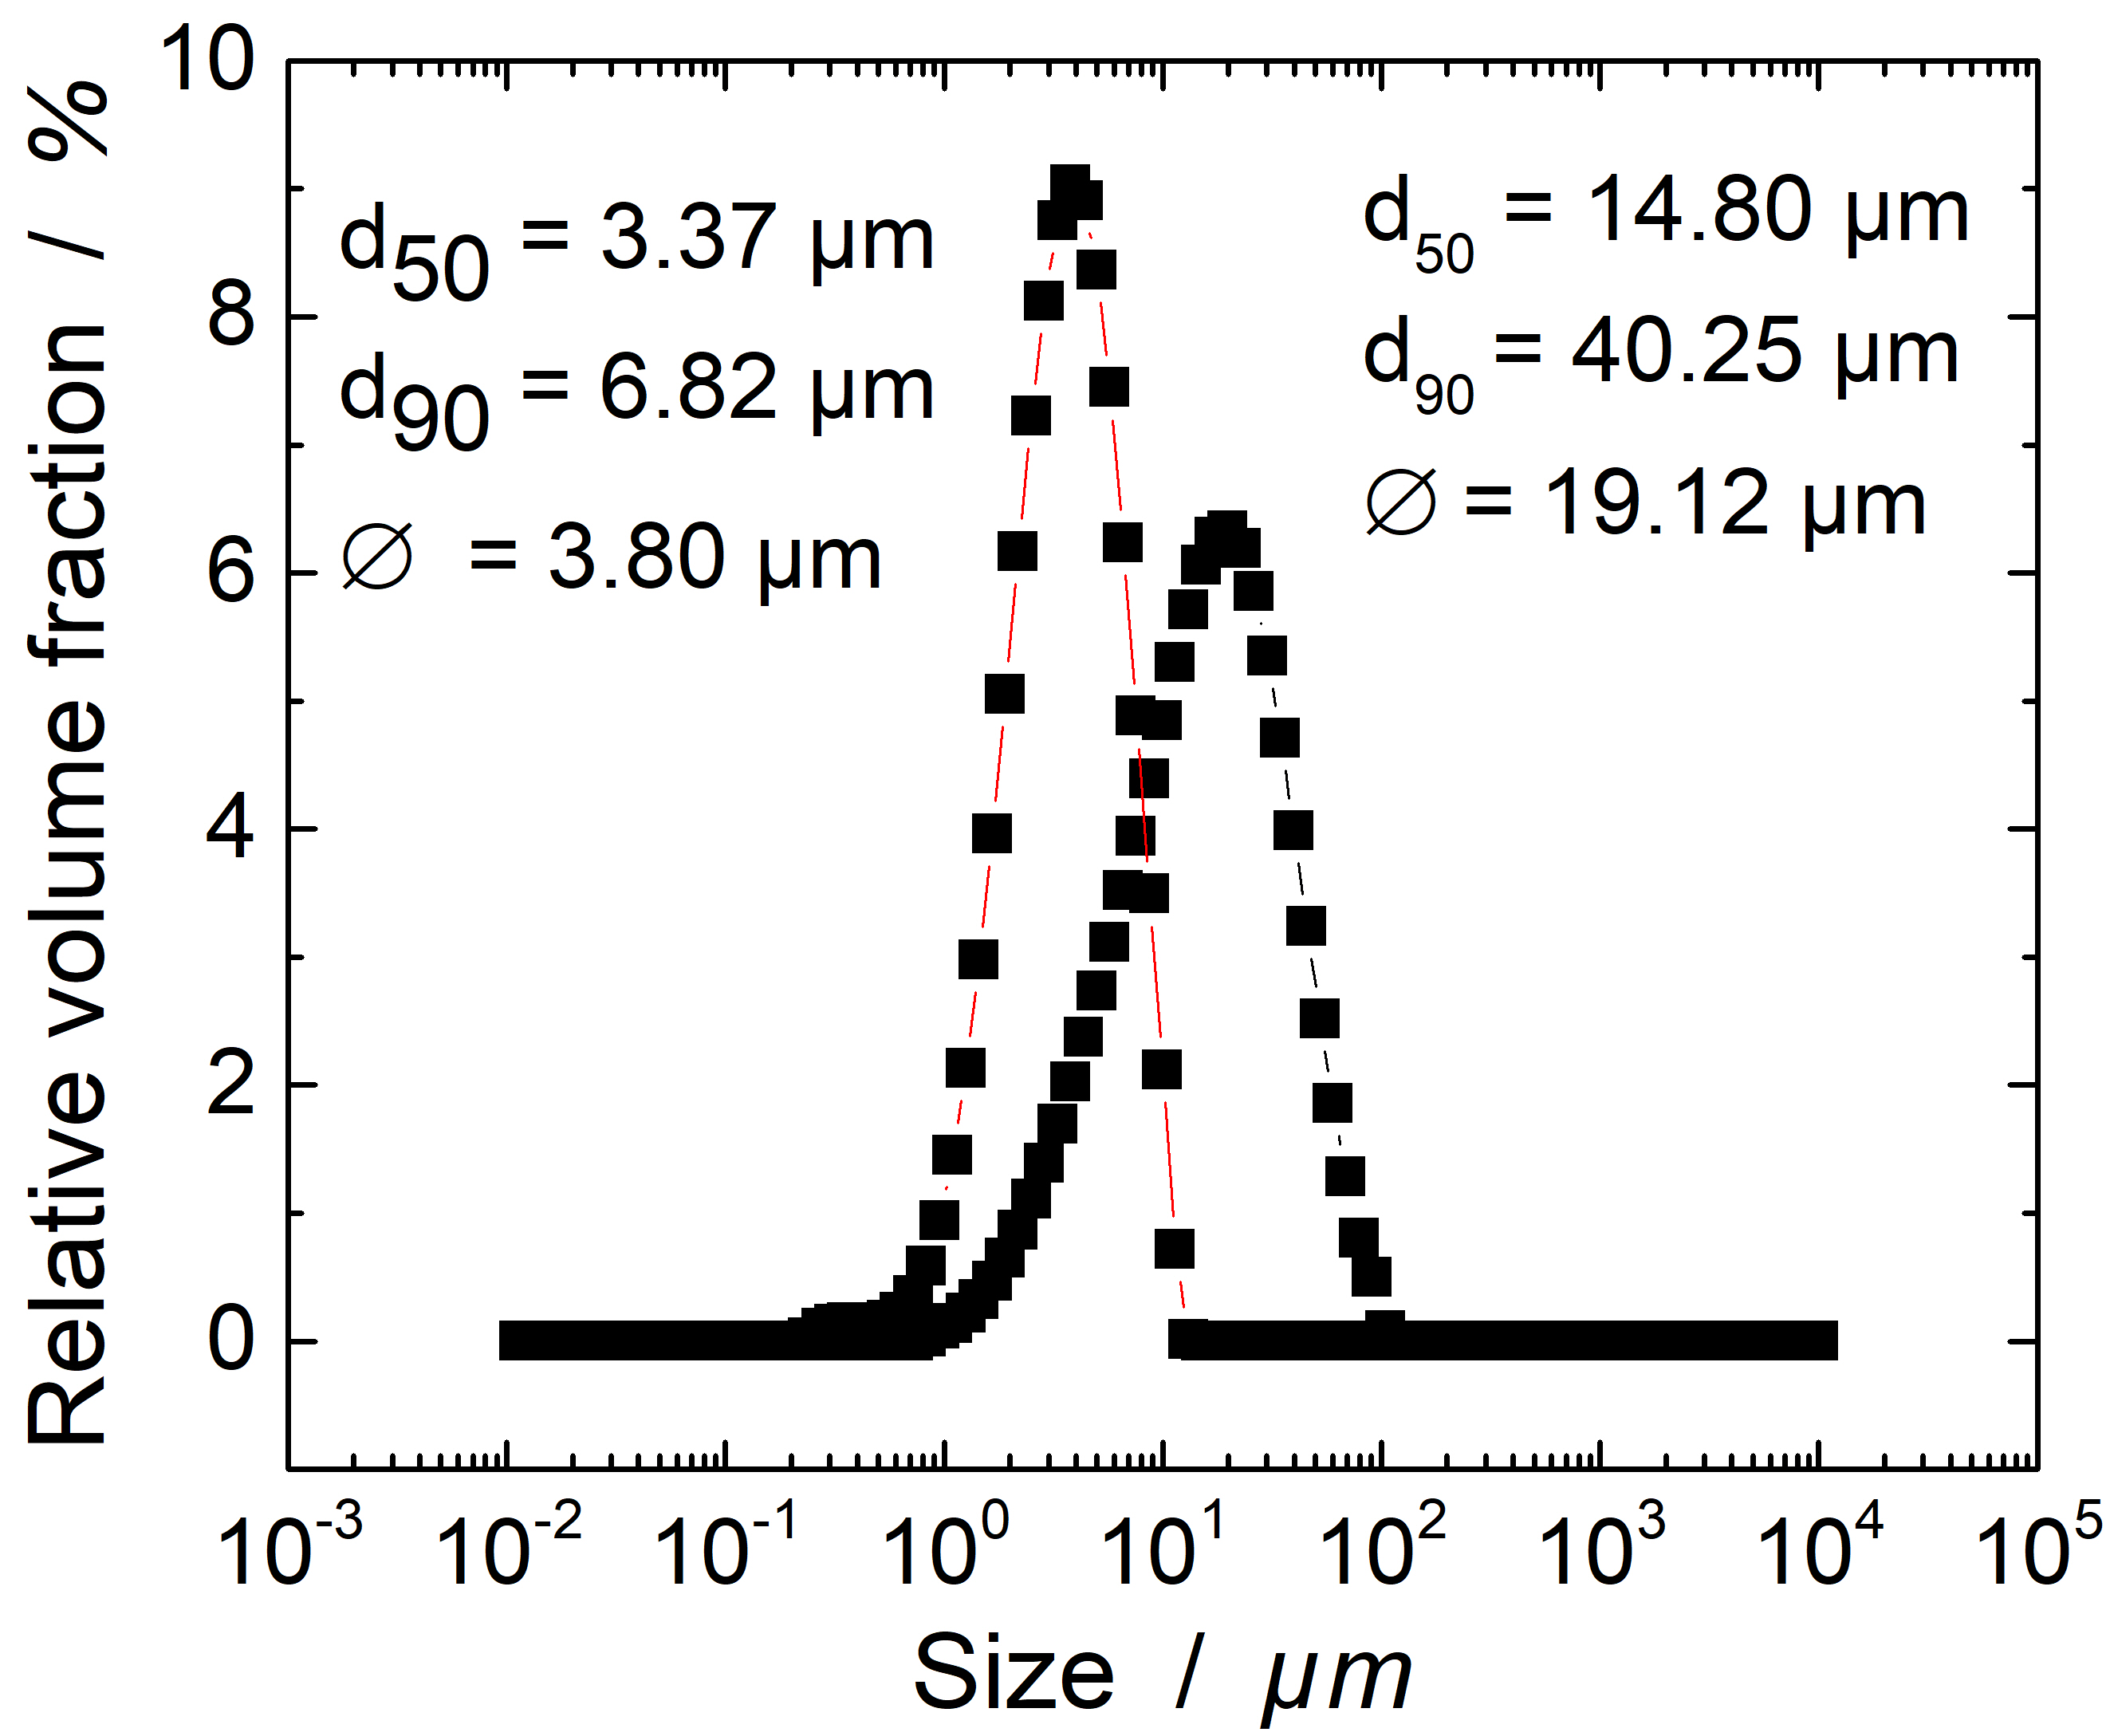 Relative volume fraction / %
10
8
6
4
2
0
d50 = 3.37 µm
d90 = 6.82 µm
∅ = 3.80 µm
d50 = 14.80 µm
d90 = 40.25 µm
∅ = 19.12 µm
10-3 10-2 10-1 100 101 102 103 104 105
Size / µm